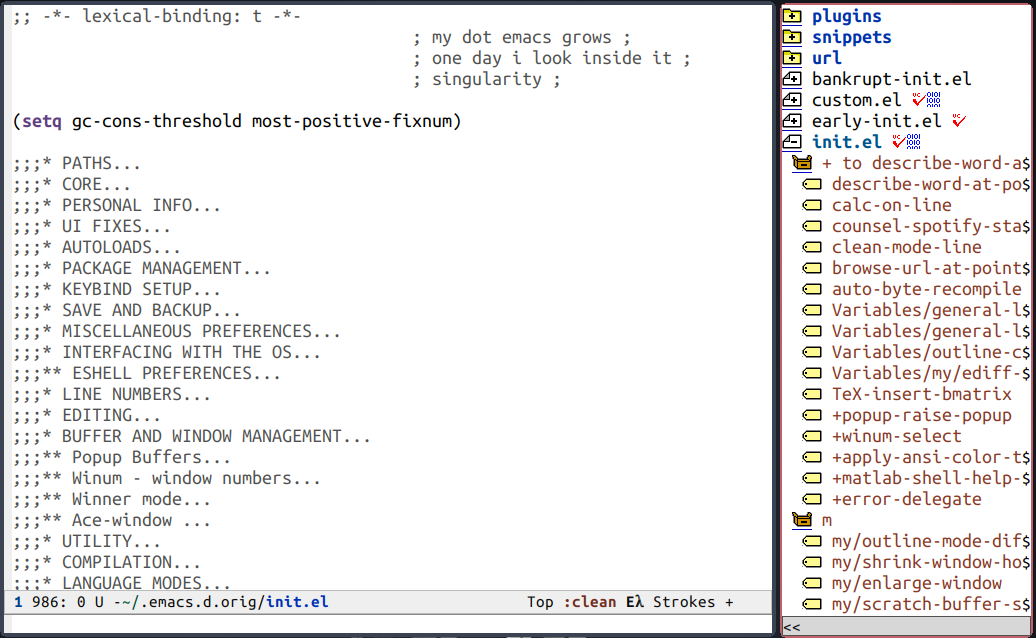 ;; -*- lexical-binding: t -*-
; my dot emacs grows ;
; one day i look inside it ;
; singularity ;
(setq gc-cons-threshold most-positive-fixnum)
;;;* PATHS...
;;;* CORE...
;;;* PERSONAL INFO...
;;;* UI FIXES...
;;;* AUTOLOADS...
;;;* PACKAGE MANAGEMENT...
;;;* KEYBIND SETUP...
;;;* SAVE AND BACKUP...
;;;* MISCELLANEOUS PREFERENCES...
;;;* INTERFACING WITH THE OS...
;;;** ESHELL PREFERENCES...
;;;* LINE NUMBERS...
;;;* EDITING...
;;;* BUFFER AND WINDOW MANAGEMENT...
;;;** Popup Buffers...
;;;** Winum - window numbers...
;;;** Winner mode...
;;;** Ace-window ...
;;;* UTILITY...
;;;* COMPILATION...
;;;* LANGUAGE MODES...
1 986: 0 U -~/.emacs.d.orig/init.el Top :clean Eλ Strokes +
plugins
snippets
url
bankrupt-init.el
custom.el
early-init.el
init.el
+ to describe-word-a$
describe-word-at-po$
calc-on-line
counsel-spotify-sta$
clean-mode-line
browse-url-at-point$
auto-byte-recompile
Variables/general-l$
Variables/general-l$
Variables/outline-c$
Variables/my/ediff-$
TeX-insert-bmatrix
+popup-raise-popup
+winum-select
+apply-ansi-color-t$
+matlab-shell-help-$
+error-delegate
m
my/outline-mode-dif$
my/shrink-window-ho$
my/enlarge-window
my/scratch-buffer-s$
<<